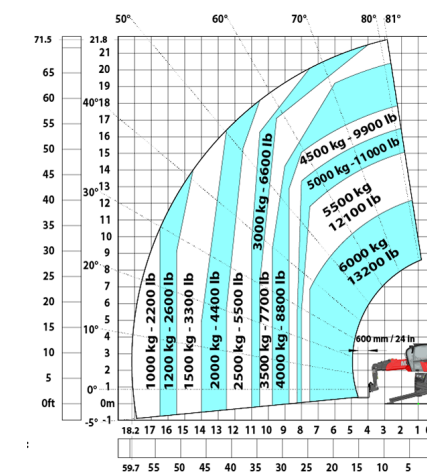 50° 60° 70° 80° 81°
71.5 21.8
21
65 20
19
60 18
40° 17
55 16
50 15
14
45 30° 13
40 12
11
35 10
30 9
20° 8
25 7
20 6
15 5
10° 4
10 3
2
5 1
0°
0ft 0m
-5° -1
4500 kg - 9900 lb
5000 kg -11000 lb
5500 kg
12100 lb
6000 kg
13200 lb
3000 kg - 6600 lb
1000 kg - 2200 lb
1200 kg - 2600 lb
1500 kg - 3300 lb
2000 kg - 4400 lb
2500 kg - 5500 lb
3500 kg - 7700 lb
4000 kg - 8800 lb
600 mm / 24 in
18.2 17 16 15 14 13 12 11 10 9 8 7 6 5 4 3 2 1
59.7 55 50 45 40 35 30 25 20 15 10 5
: